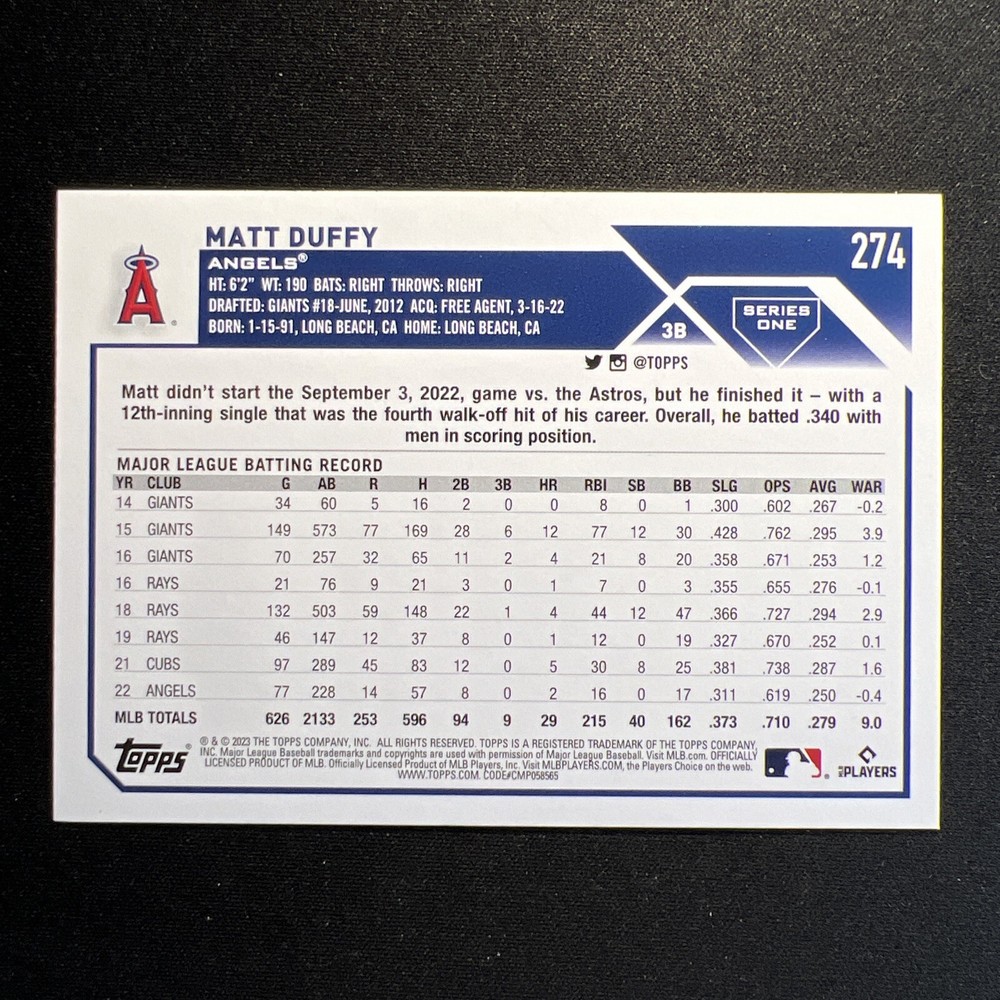 MATT DUFFY
274
ANGELS®
HT: 6'2" WT: 190 BATS: RIGHT THROWS: RIGHT
DRAFTED: GIANTS #18-JUNE, 2012 ACQ: FREE AGENT, 3-16-22
BORN: 1-15-91, LONG BEACH, CA HOME: LONG BEACH, CA
A
3B
SERIES
ONE
@TOPPS
Matt didn't start the September 3, 2022, game vs. the Astros, but he finished it – with a
12th-inning single that was the fourth walk-off hit of his career. Overall, he batted .340 with
men in scoring position.
MAJOR LEAGUE BATTING RECORD
YR CLUB G AB R H 2B 3B HR RBI SB BB SLG OPS AVG WAR
14 GIANTS 34 60 5 16 2 0 0 8 0 1 .300 .602 .267 -0.2
15 GIANTS 149 573 77 169 28 6 12 77 12 30 .428 .762 .295 3.9
16 GIANTS 70 257 32 65 11 2 4 21 8 20 .358 .671 .253 1.2
16 RAYS 21 76 9 21 3 0 1 7 0 3 .355 .655 .276 -0.1
18 RAYS 132 503 59 148 22 1 4 44 12 47 .366 .727 .294 2.9
19 RAYS 46 147 12 37 8 0 1 12 0 19 .327 .670 .252 0.1
21 CUBS 97 289 45 83 12 0 5 30 8 25 .381 .738 .287 1.6
22 ANGELS 77 228 14 57 8 0 2 16 0 17 .311 .619 .250 -0.4
MLB TOTALS 626 2133 253 596 94 9 29 215 40 162 .373 .710 .279 9.0
TOPPS®
® & © 2023 THE TOPPS COMPANY, INC. ALL RIGHTS RESERVED. TOPPS IS A REGISTERED TRADEMARK OF THE TOPPS COMPANY,
INC. Major League Baseball trademarks and copyrights are used with permission of Major League Baseball. Visit MLB.com. OFFICIALLY
LICENSED PRODUCT OF MLB. Officially Licensed Product of MLB Players, Inc. Visit MLBPLAYERS.COM, the Players Choice on the web.
WWW.TOPPS.COM. CODE#CMP058565
MLB PLAYERS